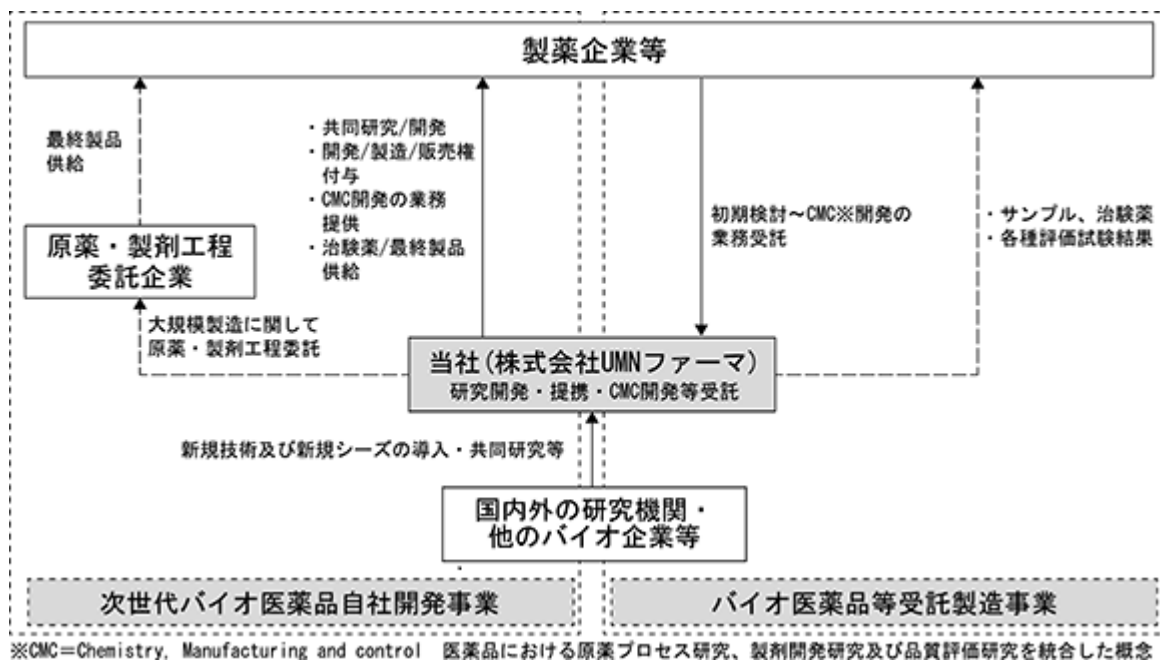 製薬企業等
最終製品
供給
・共同研究/開発
・開発/製造/販売権
付与
・CMC開発の業務
提供
・治験薬/最終製品
供給
初期検討～CMC※開発の
業務受託
・サンプル、治験薬
・各種評価試験結果
原薬・製剤工程
委託企業
大規模製造に関して
原薬・製剤工程委託
当社(株式会社UMNファーマ)
研究開発・提携・CMC開発等受託
新規技術及び新規シーズの導入・共同研究等
国内外の研究機関・
他のバイオ企業等
次世代バイオ医薬品自社開発事業
バイオ医薬品等受託製造事業
※CMC=Chemistry, Manufacturing and control 医薬品における原薬プロセス研究、製剤開発研究及び品質評価研究を統合した概念